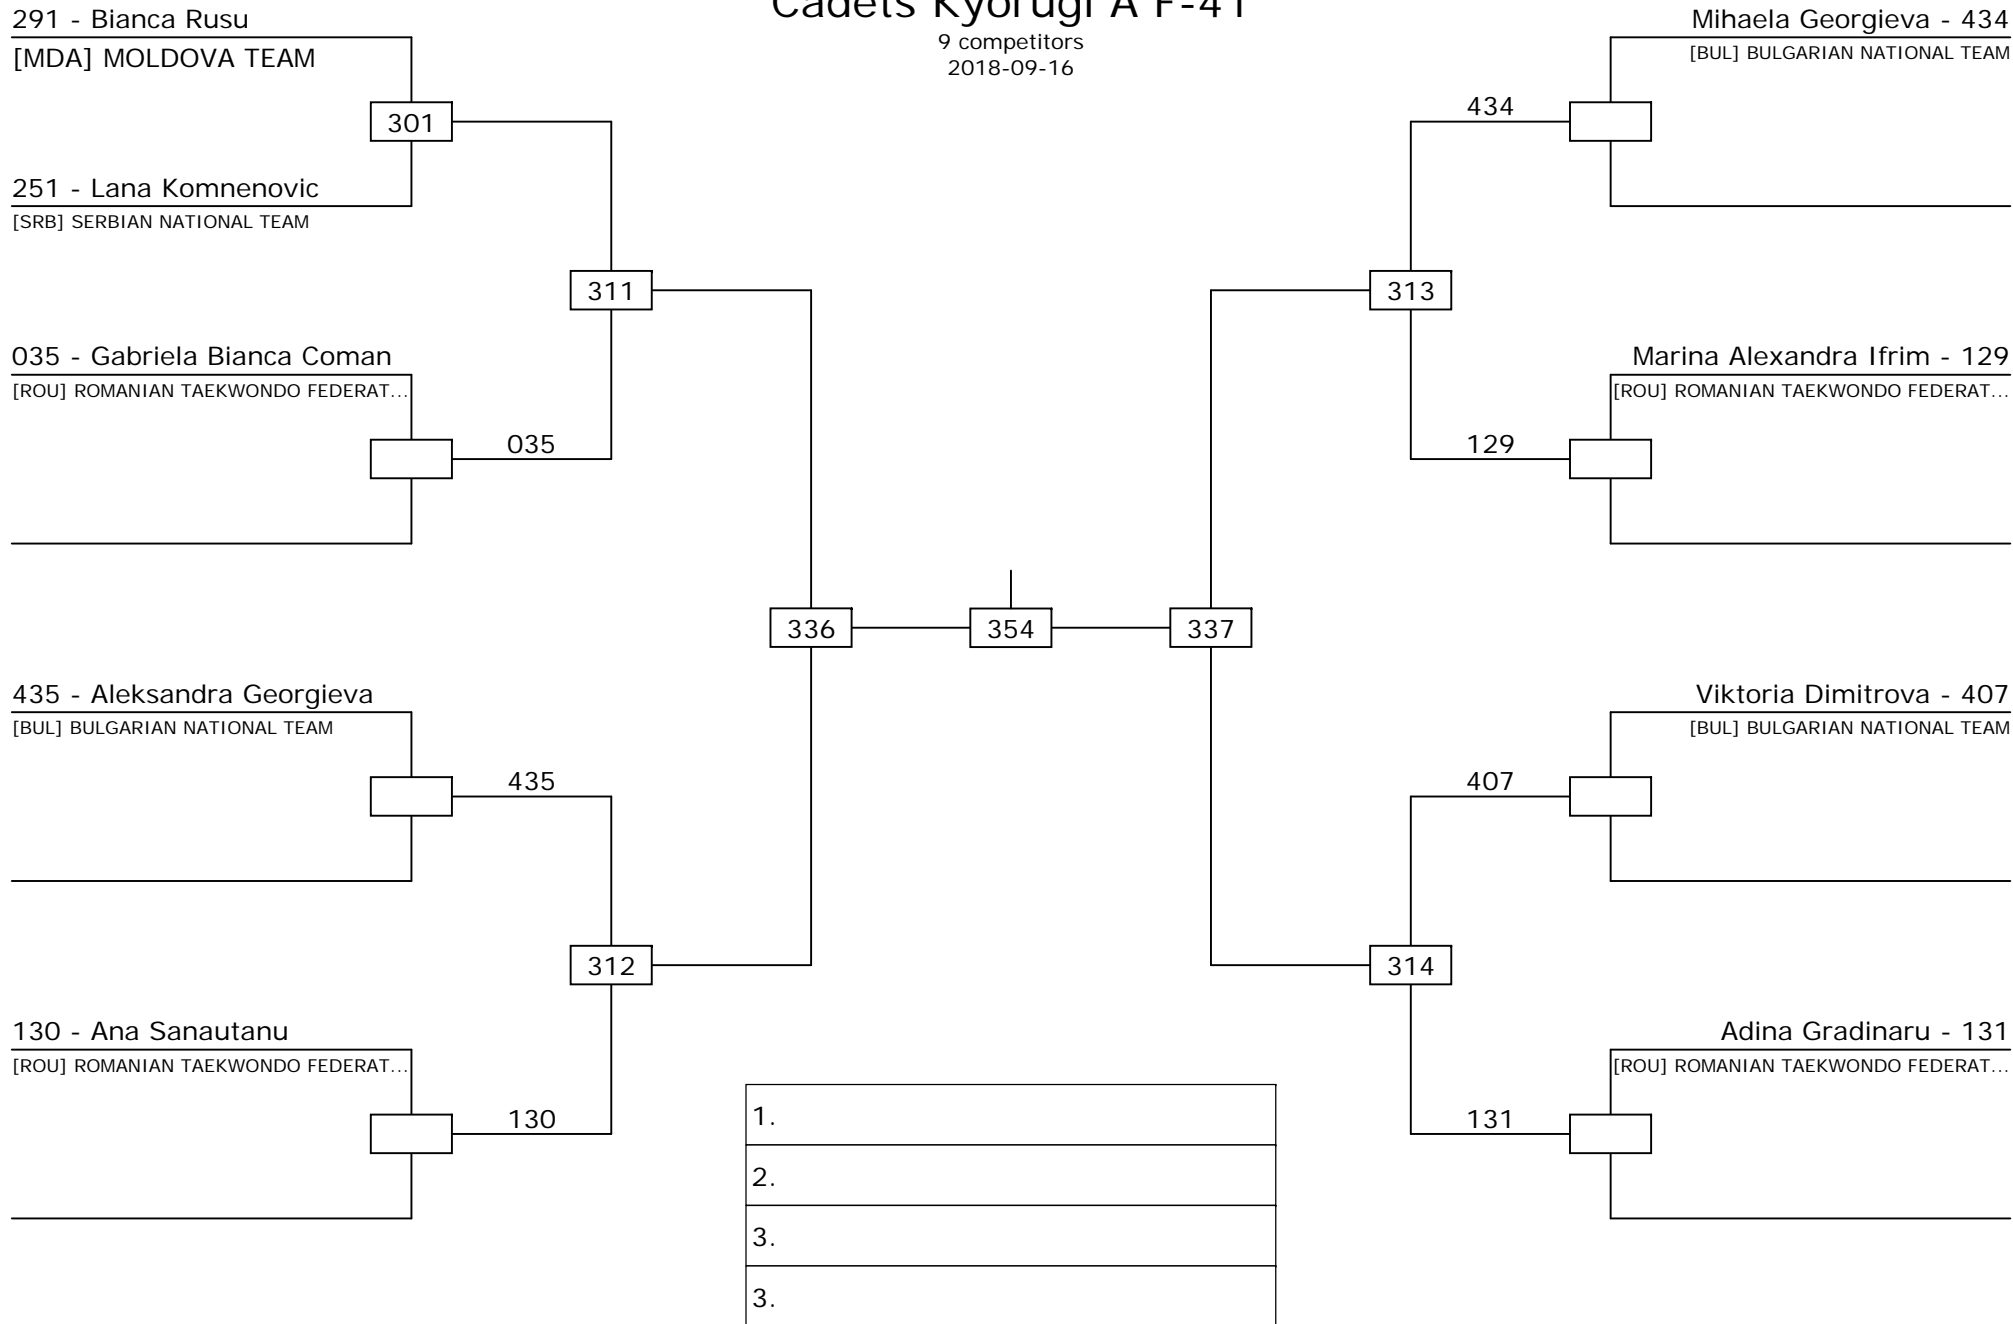 Cadets Kyorugi A F-41
9 competitors
2018-09-16
291 - Bianca Rusu
[MDA] MOLDOVA TEAM
301
251 - Lana Komnenovic
[SRB] SERBIAN NATIONAL TEAM
311
035 - Gabriela Bianca Coman
[ROU] ROMANIAN TAEKWONDO FEDERAT...
035
336
435 - Aleksandra Georgieva
[BUL] BULGARIAN NATIONAL TEAM
435
312
130 - Ana Sanautanu
[ROU] ROMANIAN TAEKWONDO FEDERAT...
130
354
Mihaela Georgieva - 434
[BUL] BULGARIAN NATIONAL TEAM
434
313
Marina Alexandra Ifrim - 129
[ROU] ROMANIAN TAEKWONDO FEDERAT...
129
337
Viktoria Dimitrova - 407
[BUL] BULGARIAN NATIONAL TEAM
407
314
Adina Gradinaru - 131
[ROU] ROMANIAN TAEKWONDO FEDERAT...
131
1.
2.
3.
3.